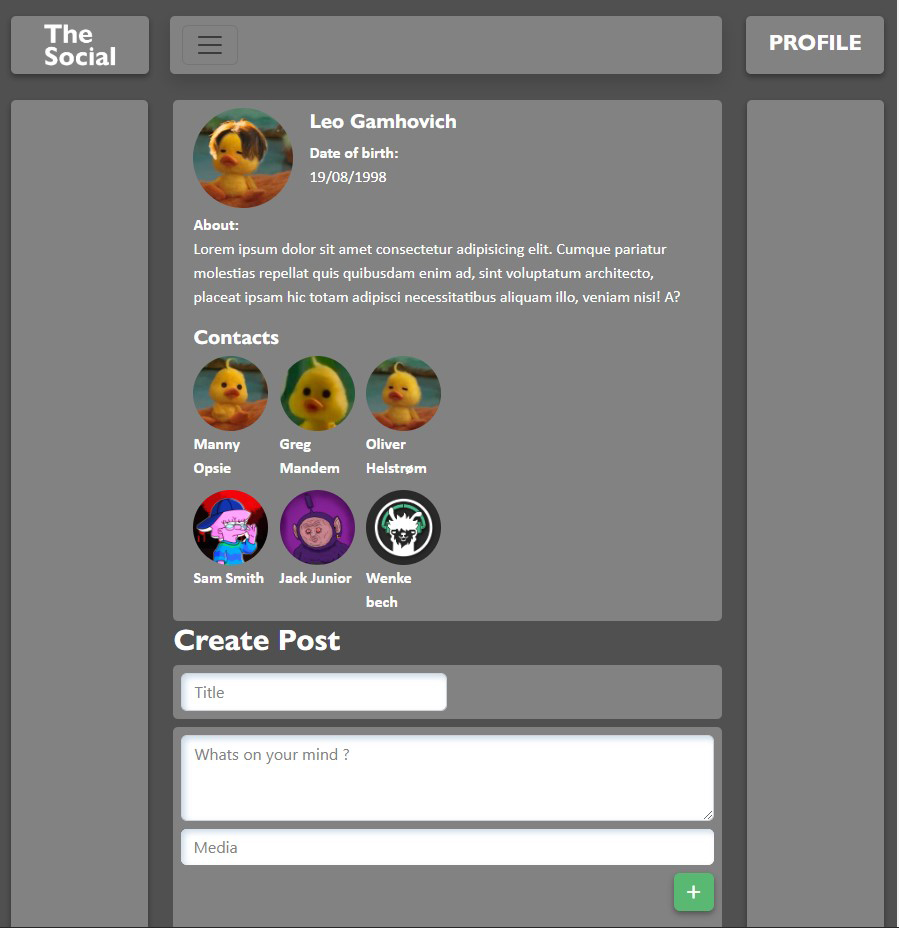 The
Social
PROFILE
Leo Gamhovich
Date of birth:
19/08/1998
About:
Lorem ipsum dolor sit amet consectetur adipisicing elit. Cumque pariatur
molestias repellat quis quibusdam enim ad, sint voluptatum architecto,
placeat ipsam hic totam adipisci necessitatibus aliquam illo, veniam nisi! A?
Contacts
Manny
Opsie
Greg
Mandem
Oliver
Helstrøm
Sam Smith
Jack Junior
Wenke
bech
Create Post
Title
Whats on your mind ?
Media
+